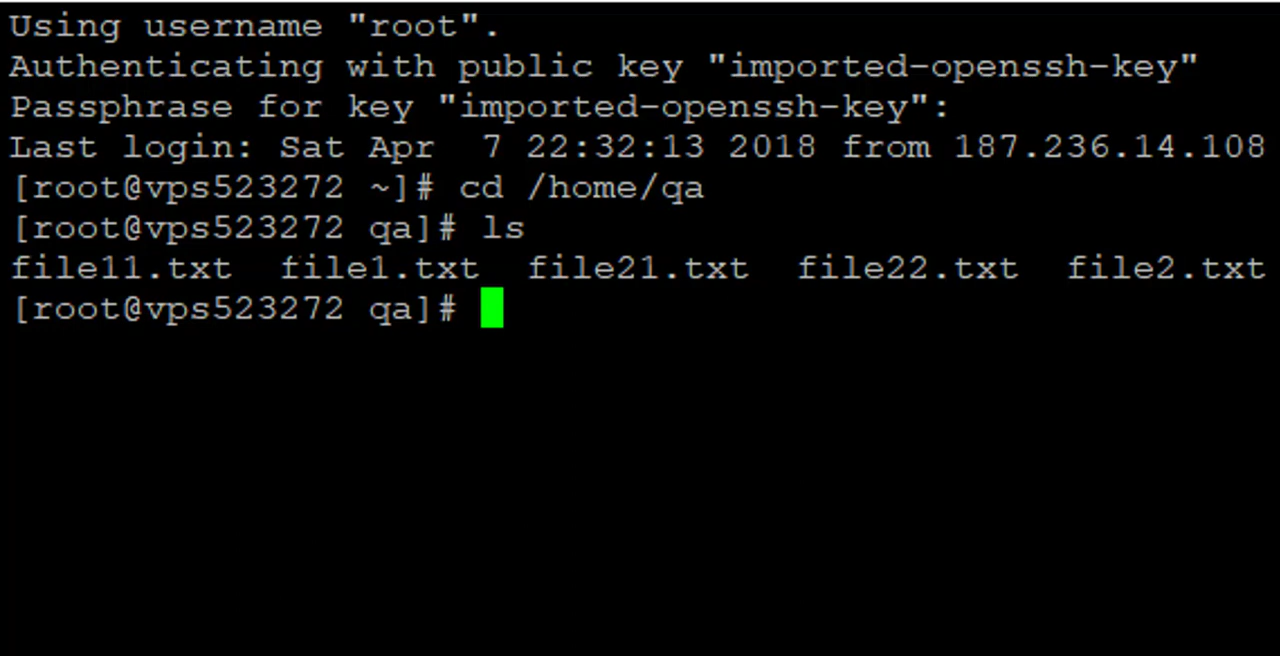 Using username "root".
Authenticating with public key "imported-openssh-key"
Passphrase for key "imported-openssh-key":
Last login: Sat Apr  7 22:32:13 2018 from 187.236.14.108
[root@vps523272 ~]# cd /home/qa
[root@vps523272 qa]# ls
file11.txt  file1.txt  file21.txt  file22.txt  file2.txt
[root@vps523272 qa]#